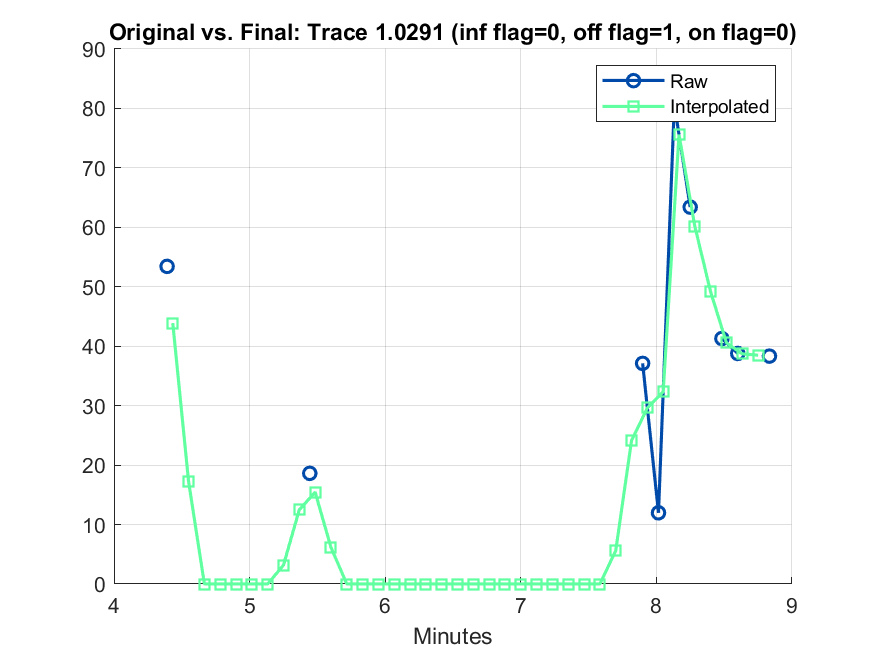 Original vs. Final: Trace 1.0291 (inf flag=0, off flag=1, on flag=0)
90
80
70
60
50
40
30
20
10
0
Raw
Interpolated
4 5 6 7 8 9
Minutes